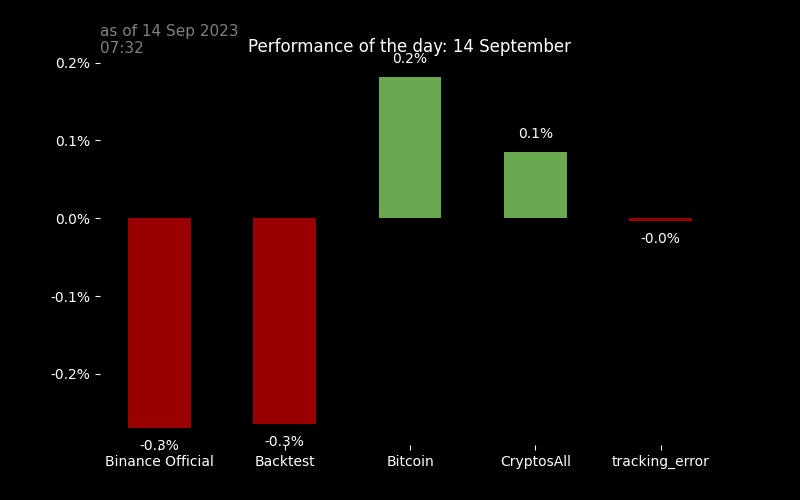 as of 14 Sep 2023
07:32
Performance of the day: 14 September
0.2%
0.1%
0.0%
-0.1%
-0.2%
0.2%
0.1%
-0.0%
-0.3%
-0.3%
Binance Official
Backtest
Bitcoin
CryptosAll
tracking_error